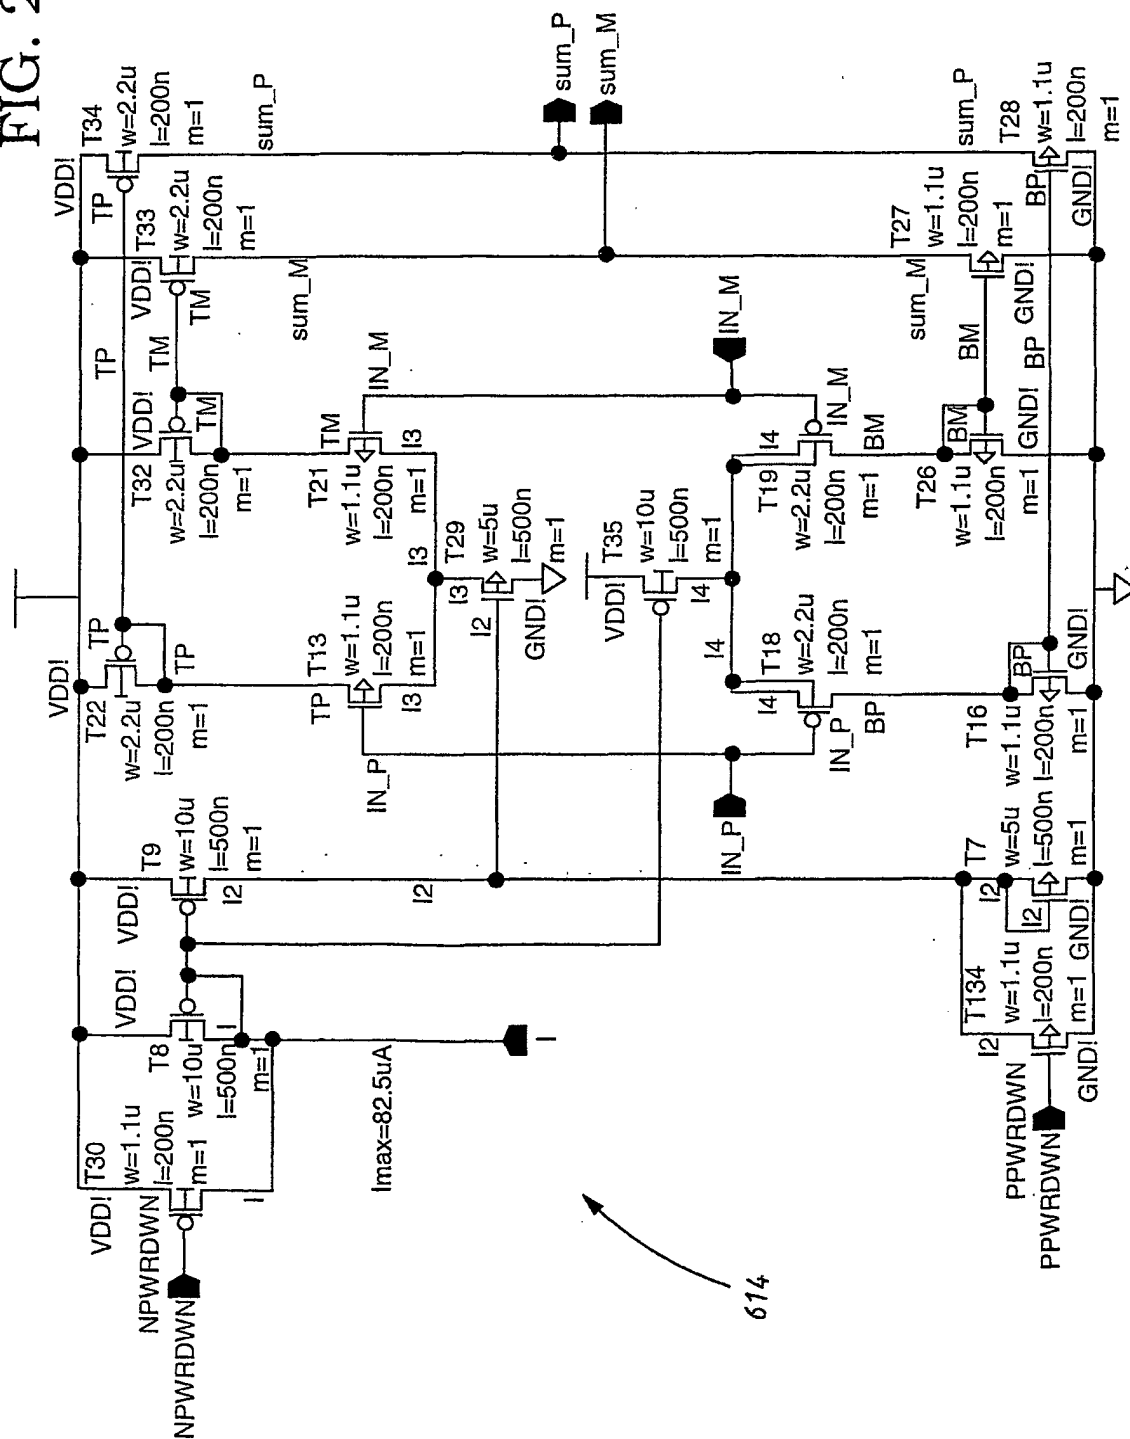 FIG. 2
VDD!
T30
w=1.1u
l=200n
m=1
NPWRDWN
NPWRDWN
I
VDD!
T8
w=10u
l=500n
m=1
I
I
Imax=82.5uA
VDD!
T9
w=10u
l=500n
m=1
I2
I2
VDD!
T22
w=2.2u
l=200n
m=1
TP
TP
TP
VDD!
T32
w=2.2u
l=200n
m=1
TM
TM
VDD!
T33
w=2.2u
l=200n
m=1
TM
sum_M
VDD!
T34
w=2.2u
l=200n
m=1
TP
sum_P
sum_P
sum_M
TP
T13
w=1.1u
l=200n
m=1
I3
IN_P
TM
T21
w=1.1u
l=200n
m=1
I3
IN_M
I3
I3
T29
w=5u
l=500n
m=1
I2
GND!
VDD!
T35
w=10u
l=500n
m=1
I4
I4
I4
T18
w=2.2u
l=200n
m=1
IN_P
BP
IN_P
I4
T19
w=2.2u
l=200n
m=1
IN_M
BM
IN_M
PPWRDWN
PPWRDWN
I2
T134
w=1.1u
l=200n
m=1
GND!
I2
T7
w=5u
l=500n
m=1
I2
GND!
T16
w=1.1u
l=200n
m=1
BP
GND!
T26
w=1.1u
l=200n
m=1
BM
GND!
BM
BP
sum_M
T27
w=1.1u
l=200n
m=1
GND!
sum_P
T28
w=1.1u
l=200n
m=1
BP
GND!
614